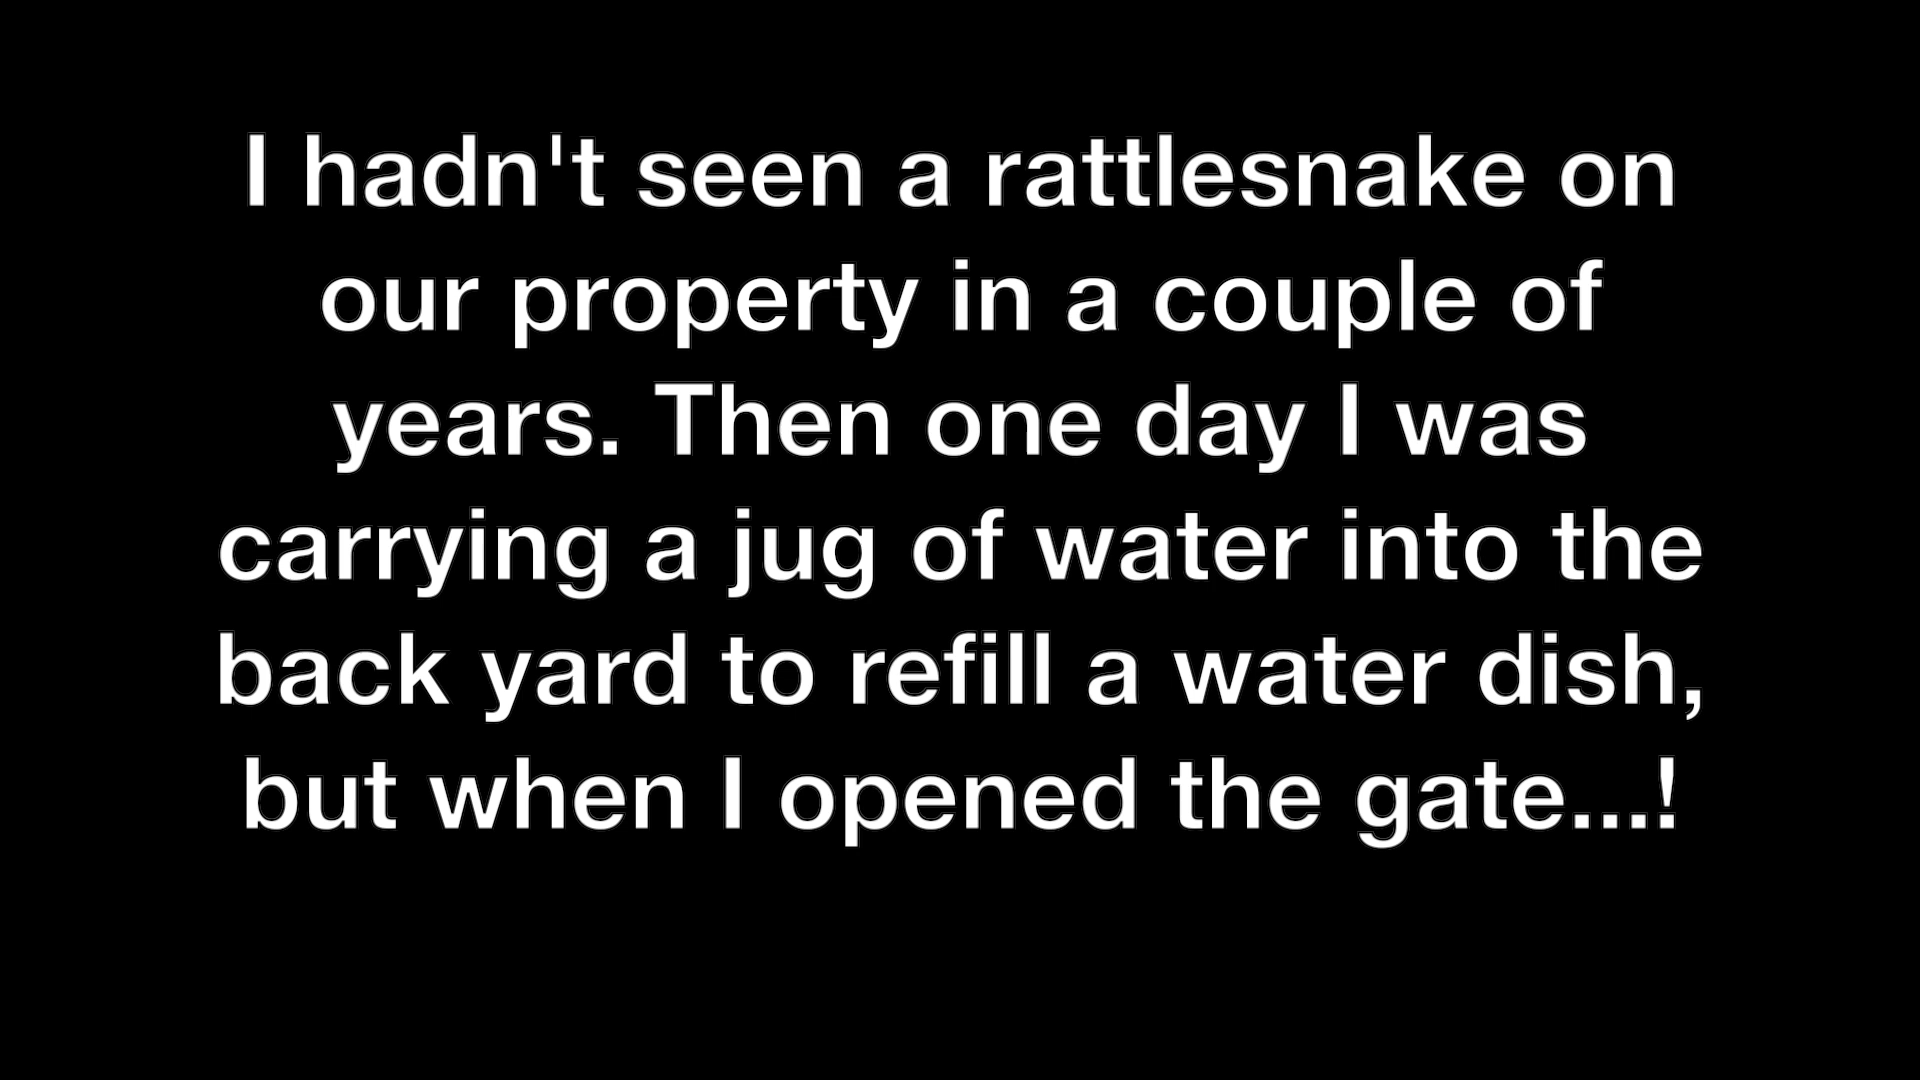 I hadn't seen a rattlesnake on
our property in a couple of
years. Then one day I was
carrying a jug of water into the
back yard to refill a water dish,
but when I opened the gate...!